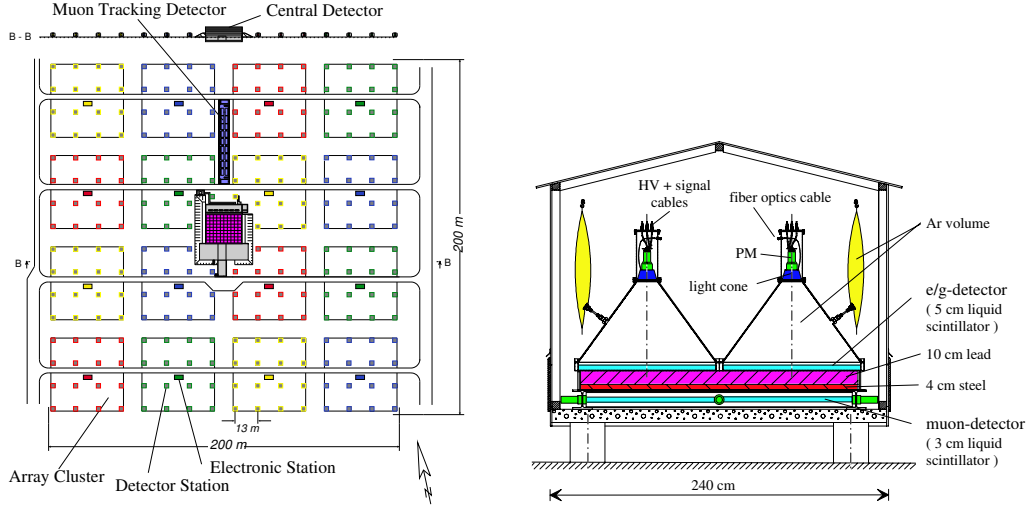 Muon Tracking Detector
Central Detector
B - B
B
B
200 m
13 m
200 m
Array Cluster
Detector Station
Electronic Station
N
HV + signal
cables
fiber optics cable
PM
light cone
Ar volume
e/g-detector
( 5 cm liquid
scintillator )
10 cm lead
4 cm steel
muon-detector
( 3 cm liquid
scintillator )
240 cm